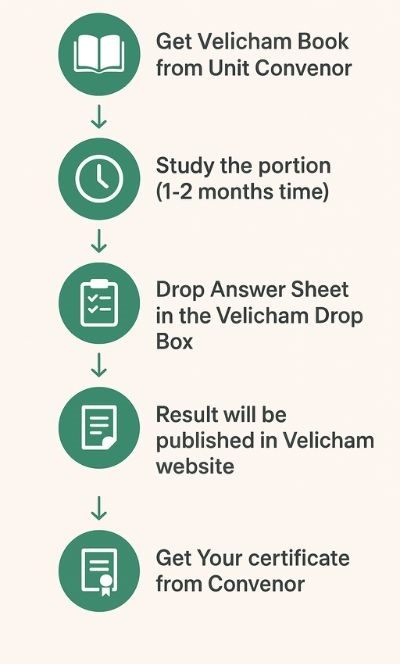 Get Velicham Book
from Unit Convenor
Study the portion
(1-2 months time)
Drop Answer Sheet
in the Velicham Drop
Box
Result will be
published in Velicham
website
Get Your certificate
from Convenor